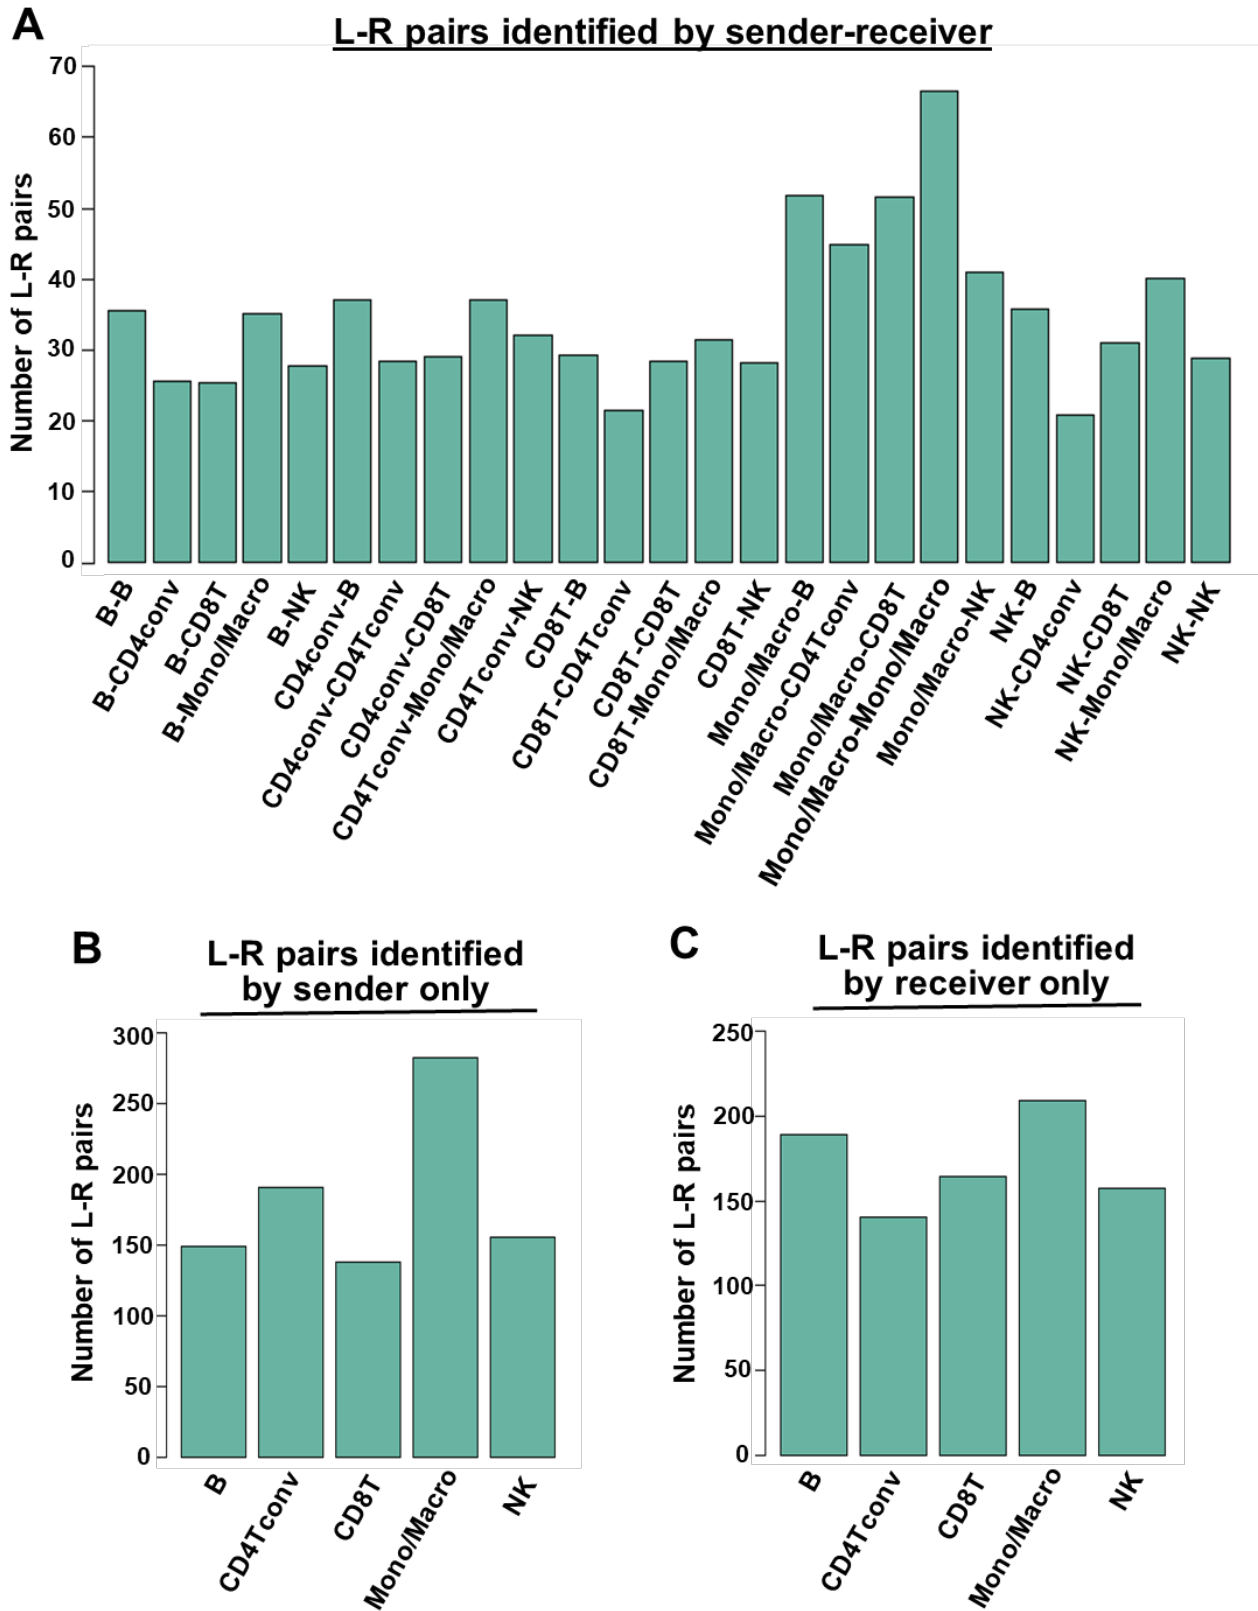 A
L-R pairs identified by sender-receiver
Number of L-R pairs
70
60
50
40
30
20
10
0
B-B
B-CD4conv
B-CD8T
B-Mono/Macro
B-NK
CD4conv-B
CD4conv-CD4Tconv
CD4conv-CD8T
CD4Tconv-Mono/Macro
CD4Tconv-NK
CD8T-B
CD8T-CD4Tconv
CD8T-CD8T
CD8T-Mono/Macro
CD8T-NK
Mono/Macro-B
Mono/Macro-CD4Tconv
Mono/Macro-CD8T
Mono/Macro-Mono/Macro
Mono/Macro-NK
NK-B
NK-CD4conv
NK-CD8T
NK-Mono/Macro
NK-NK
B
L-R pairs identified
by sender only
Number of L-R pairs
300
250
200
150
100
50
0
B
CD4Tconv
CD8T
Mono/Macro
NK
C
L-R pairs identified
by receiver only
Number of L-R pairs
250
200
150
100
50
0
B
CD4Tconv
CD8T
Mono/Macro
NK